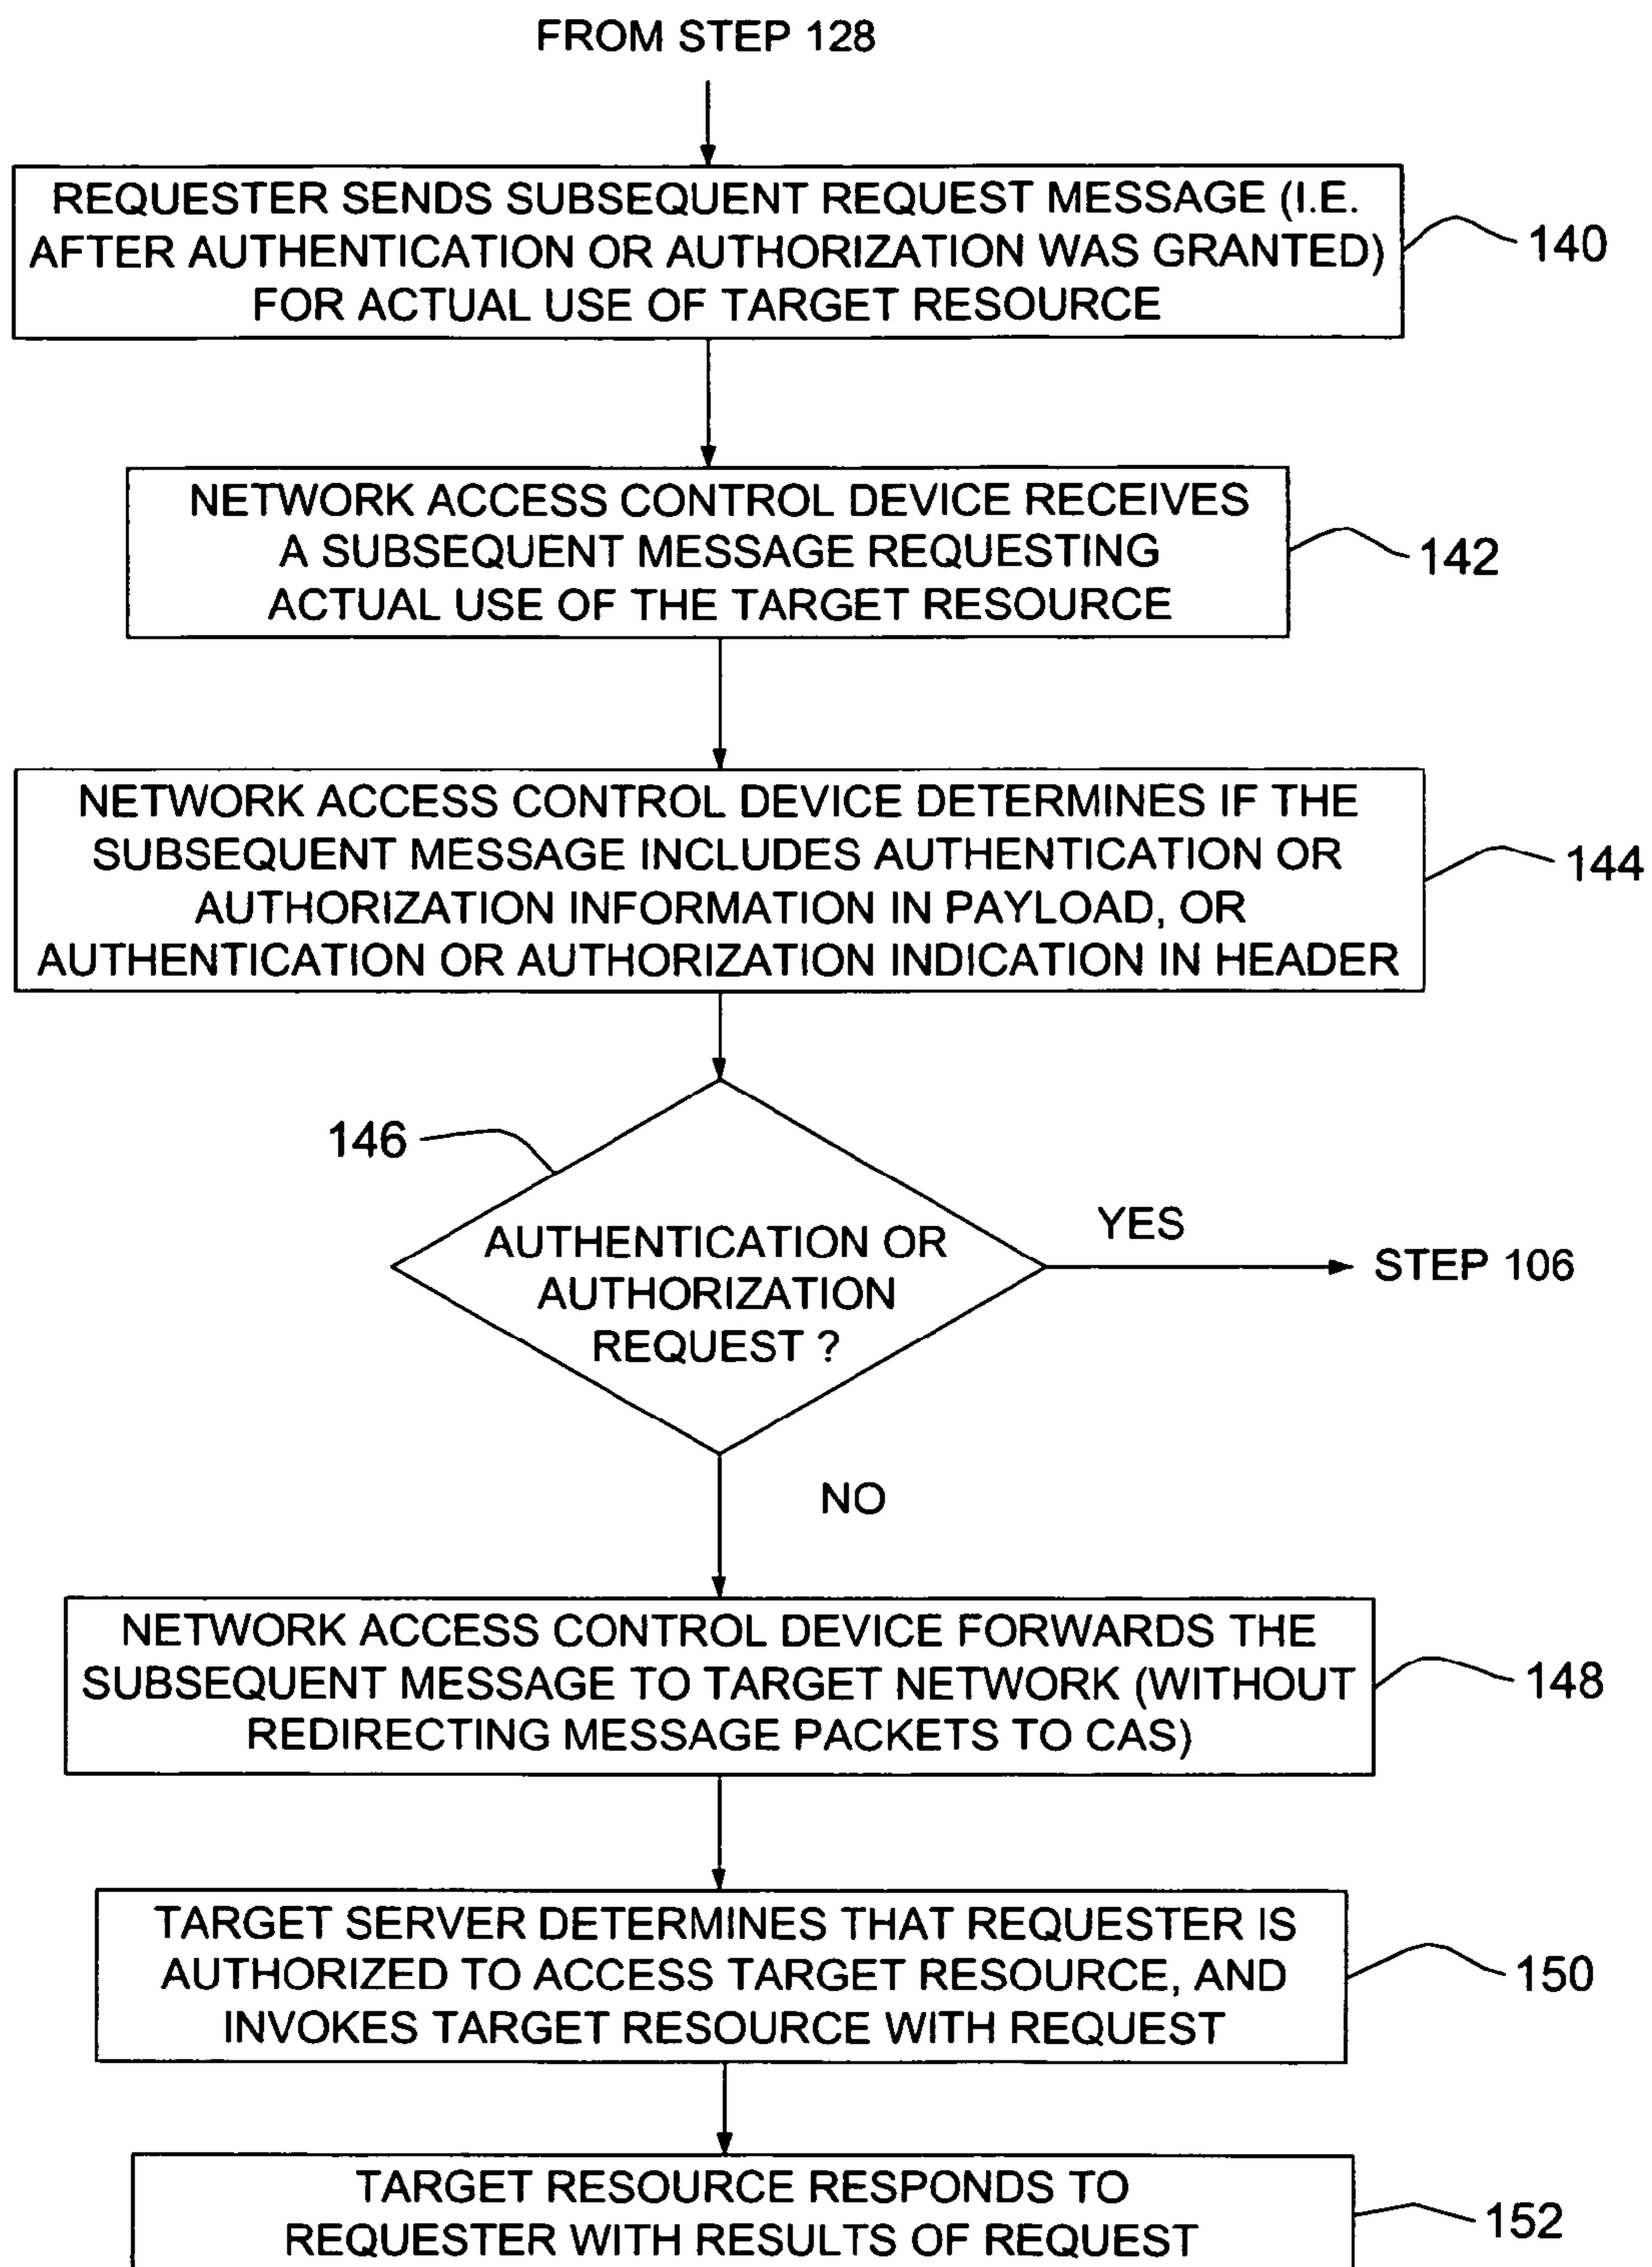 FROM STEP 128
REQUESTER SENDS SUBSEQUENT REQUEST MESSAGE (I.E.
AFTER AUTHENTICATION OR AUTHORIZATION WAS GRANTED)
FOR ACTUAL USE OF TARGET RESOURCE
140
NETWORK ACCESS CONTROL DEVICE RECEIVES
A SUBSEQUENT MESSAGE REQUESTING
ACTUAL USE OF THE TARGET RESOURCE
142
NETWORK ACCESS CONTROL DEVICE DETERMINES IF THE
SUBSEQUENT MESSAGE INCLUDES AUTHENTICATION OR
AUTHORIZATION INFORMATION IN PAYLOAD, OR
AUTHENTICATION OR AUTHORIZATION INDICATION IN HEADER
144
146
AUTHENTICATION OR
AUTHORIZATION
REQUEST ?
YES
STEP 106
NO
NETWORK ACCESS CONTROL DEVICE FORWARDS THE
SUBSEQUENT MESSAGE TO TARGET NETWORK (WITHOUT
REDIRECTING MESSAGE PACKETS TO CAS)
148
TARGET SERVER DETERMINES THAT REQUESTER IS
AUTHORIZED TO ACCESS TARGET RESOURCE, AND
INVOKES TARGET RESOURCE WITH REQUEST
150
TARGET RESOURCE RESPONDS TO
REQUESTER WITH RESULTS OF REQUEST
152